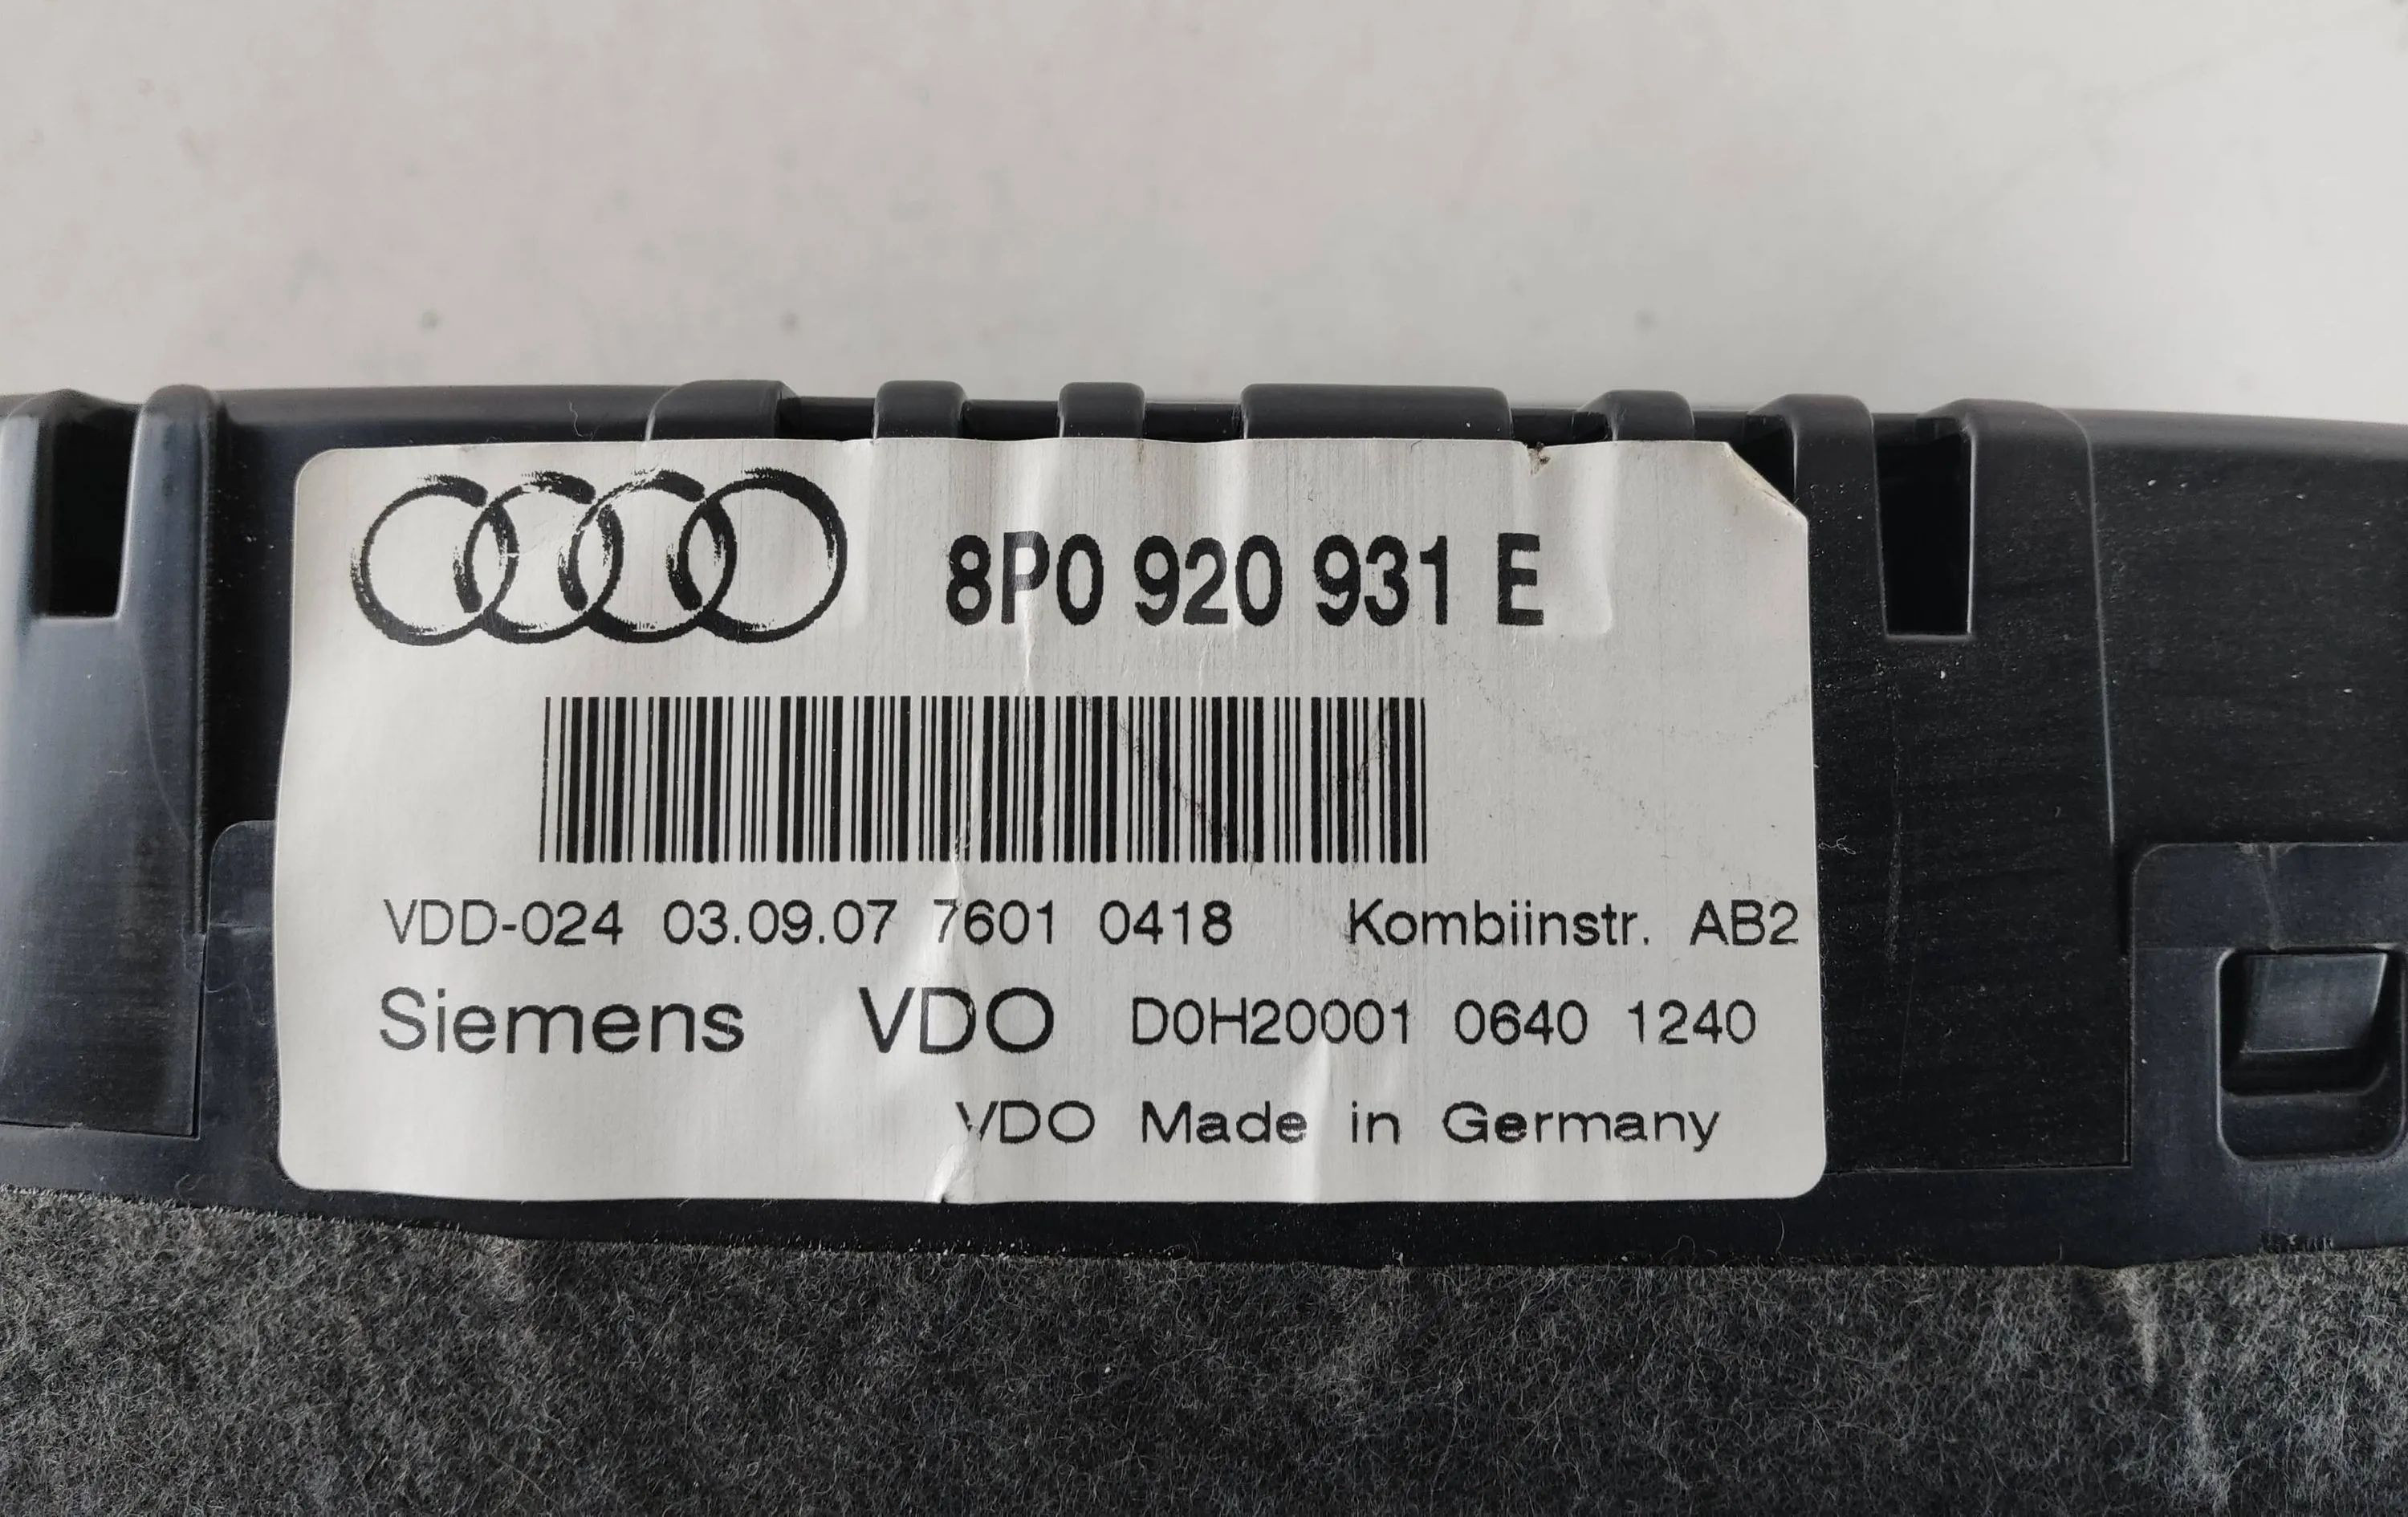 8P0 920 931 E
VDD-024 03.09.07 7601 0418 Kombiinstr. AB2
Siemens VDO D0H20001 0640 1240
VDO Made in Germany